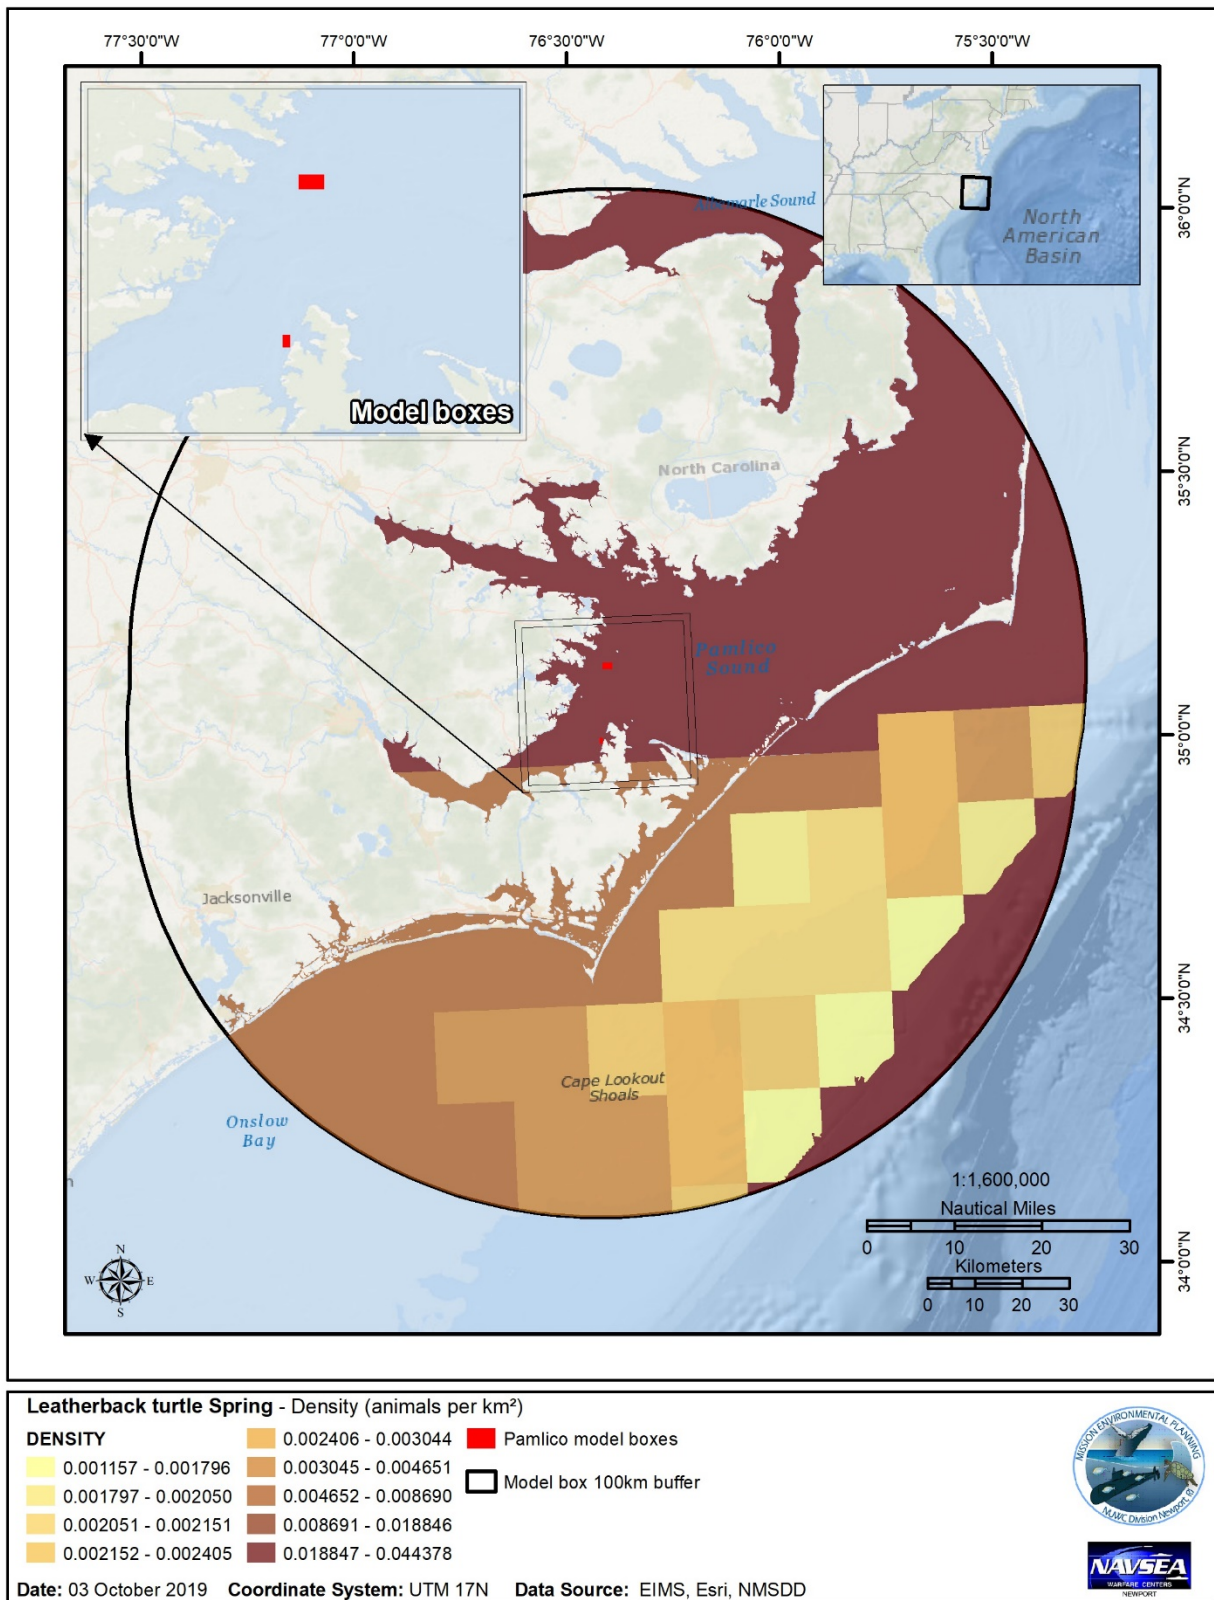 77°30'0"W 77°0'0"W 76°30'0"W 76°0'0"W 75°30'0"W
36°0'0"N
35°30'0"N
35°0'0"N
34°30'0"N
34°0'0"N
Model boxes
Albemarle Sound
North
American
Basin
North Carolina
Pamlico
Sound
Jacksonville
Cape Lookout
Shoals
Onslow
Bay
N
W E
S
1:1,600,000
Nautical Miles
0 10 20 30
Kilometers
0 10 20 30
Leatherback turtle Spring - Density (animals per km²)
DENSITY
0.001157 - 0.001796
0.001797 - 0.002050
0.002051 - 0.002151
0.002152 - 0.002405
0.002406 - 0.003044
0.003045 - 0.004651
0.004652 - 0.008690
0.008691 - 0.018846
0.018847 - 0.044378
Pamlico model boxes
Model box 100km buffer
MISSION ENVIRONMENTAL PLANNING
NUWC Division Newport, RI
NAVSEA
WARFARE CENTERS
NEWPORT
Date: 03 October 2019 Coordinate System: UTM 17N Data Source: EIMS, Esri, NMSDD